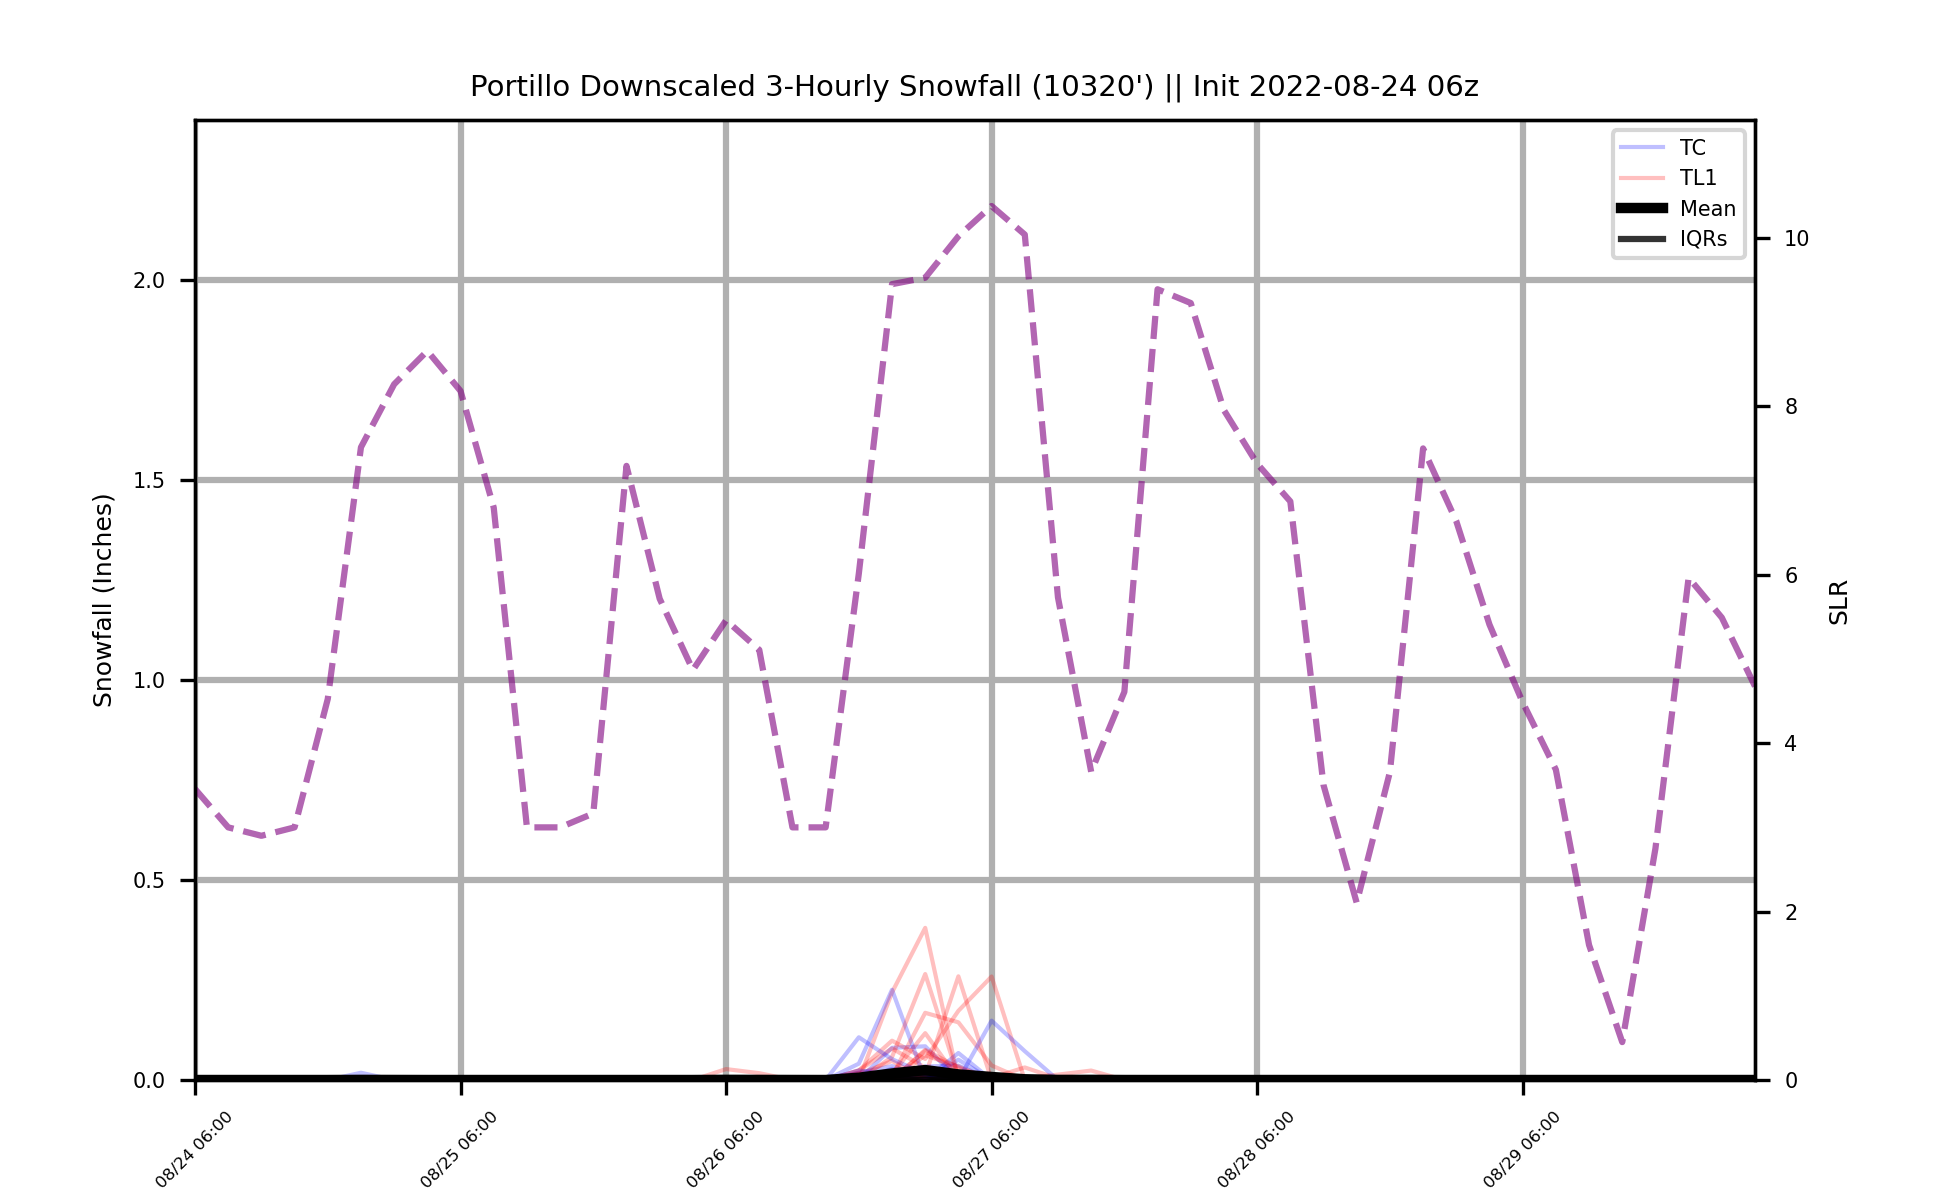 Portillo Downscaled 3-Hourly Snowfall (10320') || Init 2022-08-24 06z
TC
TL1
Mean
IQRs
Snowfall (Inches)
2.0
1.5
1.0
0.5
0.0
10
8
6
4
2
0
SLR
08/24 06:00
08/25 06:00
08/26 06:00
08/27 06:00
08/28 06:00
08/29 06:00